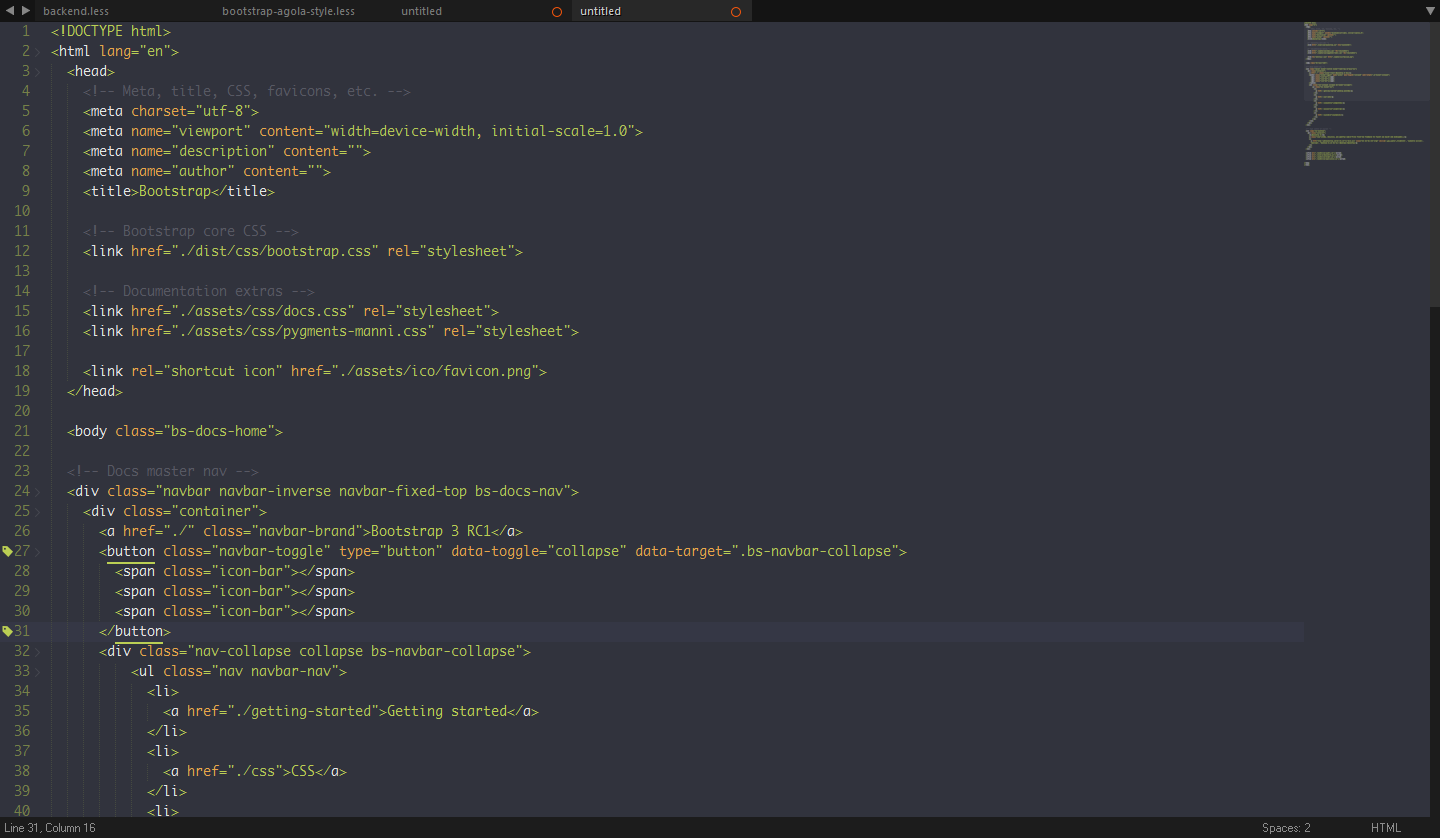 backend.less bootstrap-agola-style.less untitled untitled
1 <!DOCTYPE html>
2 <html lang="en">
3 <head>
4 <!-- Meta, title, CSS, favicons, etc. -->
5 <meta charset="utf-8">
6 <meta name="viewport" content="width=device-width, initial-scale=1.0">
7 <meta name="description" content="">
8 <meta name="author" content="">
9 <title>Bootstrap</title>
10
11 <!-- Bootstrap core CSS -->
12 <link href="./dist/css/bootstrap.css" rel="stylesheet">
13
14 <!-- Documentation extras -->
15 <link href="./assets/css/docs.css" rel="stylesheet">
16 <link href="./assets/css/pygments-manni.css" rel="stylesheet">
17
18 <link rel="shortcut icon" href="./assets/ico/favicon.png">
19 </head>
20
21 <body class="bs-docs-home">
22
23 <!-- Docs master nav -->
24 <div class="navbar navbar-inverse navbar-fixed-top bs-docs-nav">
25 <div class="container">
26 <a href="./" class="navbar-brand">Bootstrap 3 RC1</a>
27 <button class="navbar-toggle" type="button" data-toggle="collapse" data-target=".bs-navbar-collapse">
28 <span class="icon-bar"></span>
29 <span class="icon-bar"></span>
30 <span class="icon-bar"></span>
31 </button>
32 <div class="nav-collapse collapse bs-navbar-collapse">
33 <ul class="nav navbar-nav">
34 <li>
35 <a href="./getting-started">Getting started</a>
36 </li>
37 <li>
38 <a href="./css">CSS</a>
39 </li>
40 <li>
Line 31, Column 16 Spaces: 2 HTML